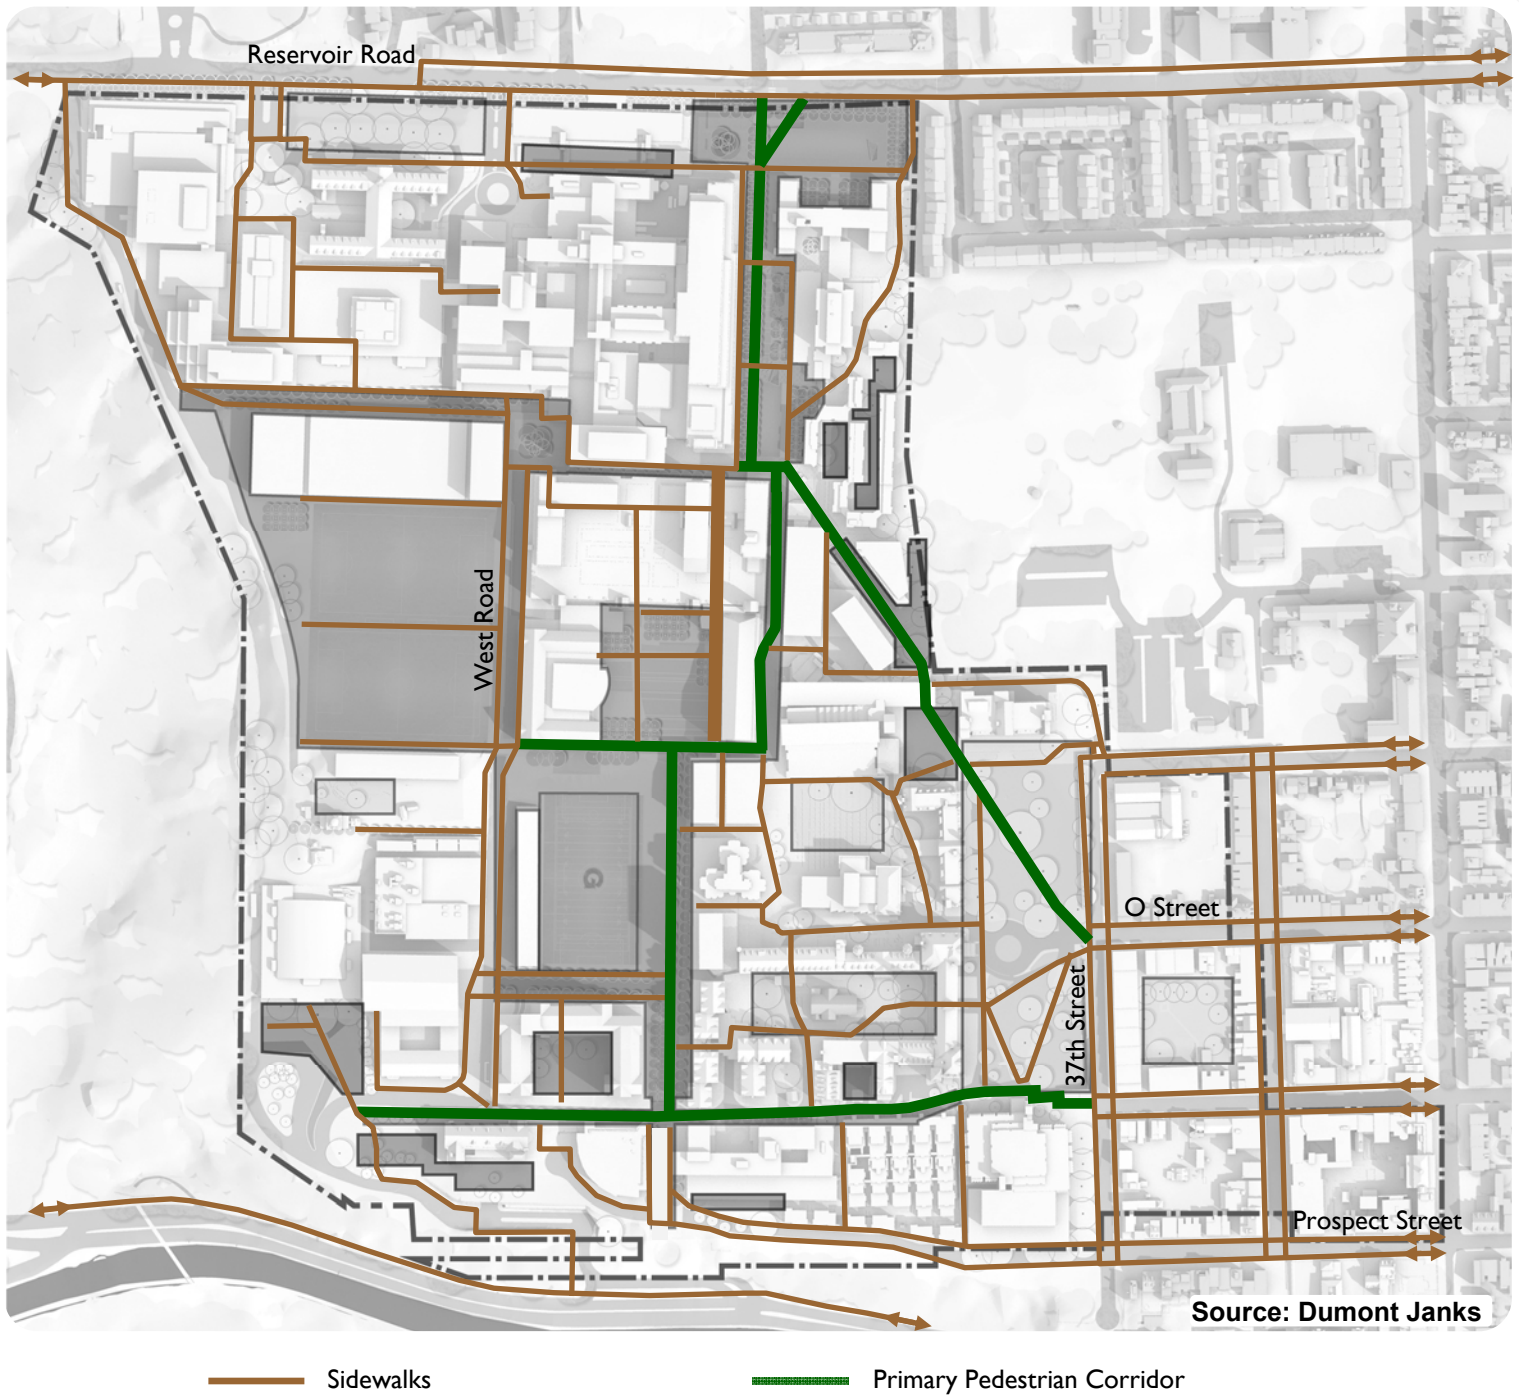 Reservoir Road
West Road
G
O Street
37th Street
Prospect Street
Source: Dumont Janks
Sidewalks
Primary Pedestrian Corridor